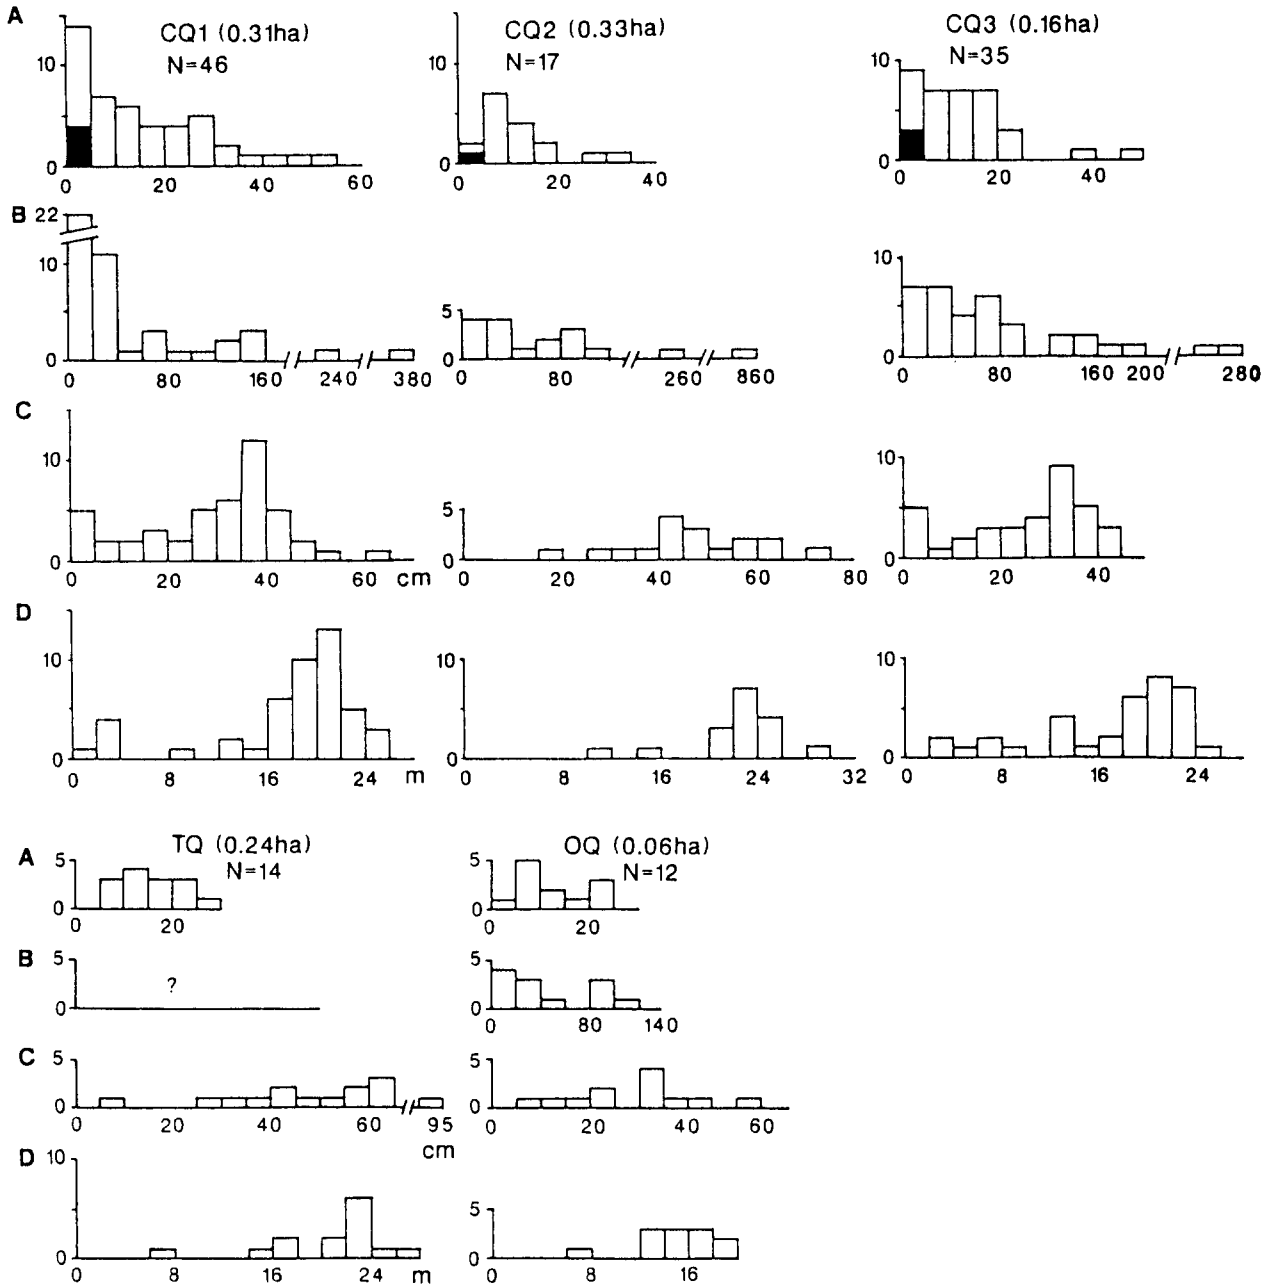 A
CQ1 (0.31ha)
N=46
10
0
0 20 40 60
CQ2 (0.33ha)
N=17
10
0
0 20 40
CQ3 (0.16ha)
N=35
10
0
0 20 40
B
22
10
0
0 80 160 240 380
5
0
0 80 260 860
10
0
0 80 160 200 280
C
10
0
0 20 40 60 cm
5
0
0 20 40 60 80
10
0
0 20 40
D
10
0
0 8 16 24 m
10
0
0 8 16 24 32
10
0
0 8 16 24
A
TQ (0.24ha)
N=14
5
0
0 20
OQ (0.06ha)
N=12
5
0
0 20
B
5
0
?
5
0
0 80 140
C
5
0
0 20 40 60 95
cm
5
0
0 20 40 60
D
10
0
0 8 16 24 m
5
0
0 8 16